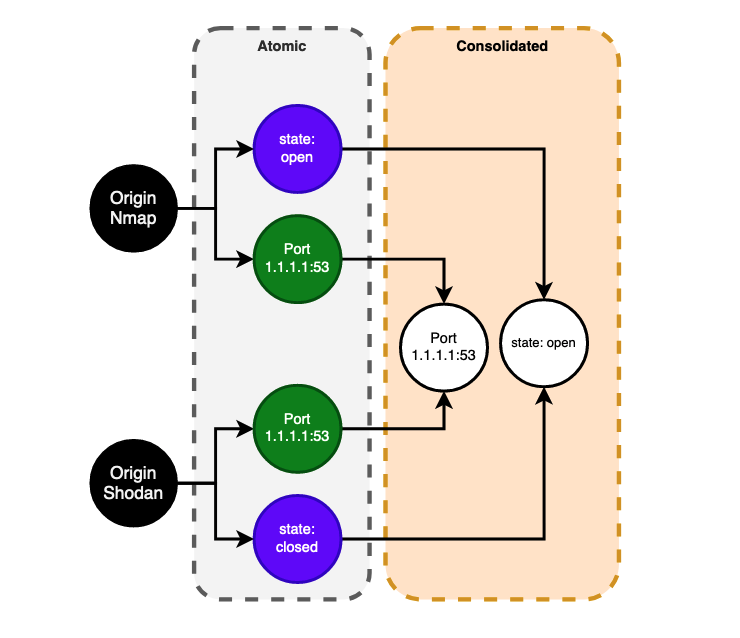 Atomic
Consolidated
state:
open
Origin
Nmap
Port
1.1.1.1:53
Port
1.1.1.1:53
state: open
Port
1.1.1.1:53
Origin
Shodan
state:
closed